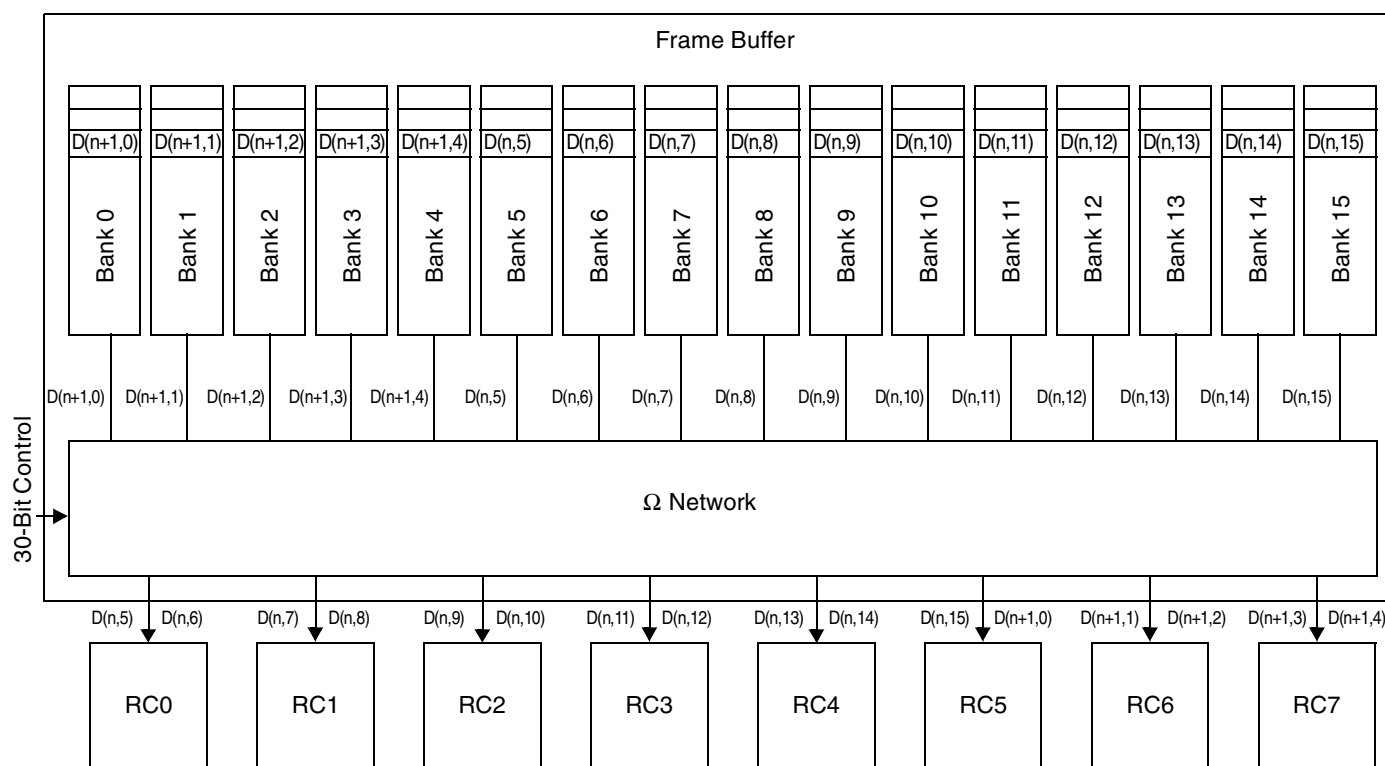 Frame Buffer
D(n+1,0) D(n+1,1) D(n+1,2) D(n+1,3) D(n+1,4) D(n,5) D(n,6) D(n,7) D(n,8) D(n,9) D(n,10) D(n,11) D(n,12) D(n,13) D(n,14) D(n,15)
Bank 0 Bank 1 Bank 2 Bank 3 Bank 4 Bank 5 Bank 6 Bank 7 Bank 8 Bank 9 Bank 10 Bank 11 Bank 12 Bank 13 Bank 14 Bank 15
D(n+1,0) D(n+1,1) D(n+1,2) D(n+1,3) D(n+1,4) D(n,5) D(n,6) D(n,7) D(n,8) D(n,9) D(n,10) D(n,11) D(n,12) D(n,13) D(n,14) D(n,15)
30-Bit Control
Ω Network
D(n,5) D(n,6) D(n,7) D(n,8) D(n,9) D(n,10) D(n,11) D(n,12) D(n,13) D(n,14) D(n,15) D(n+1,0) D(n+1,1) D(n+1,2) D(n+1,3) D(n+1,4)
RC0 RC1 RC2 RC3 RC4 RC5 RC6 RC7